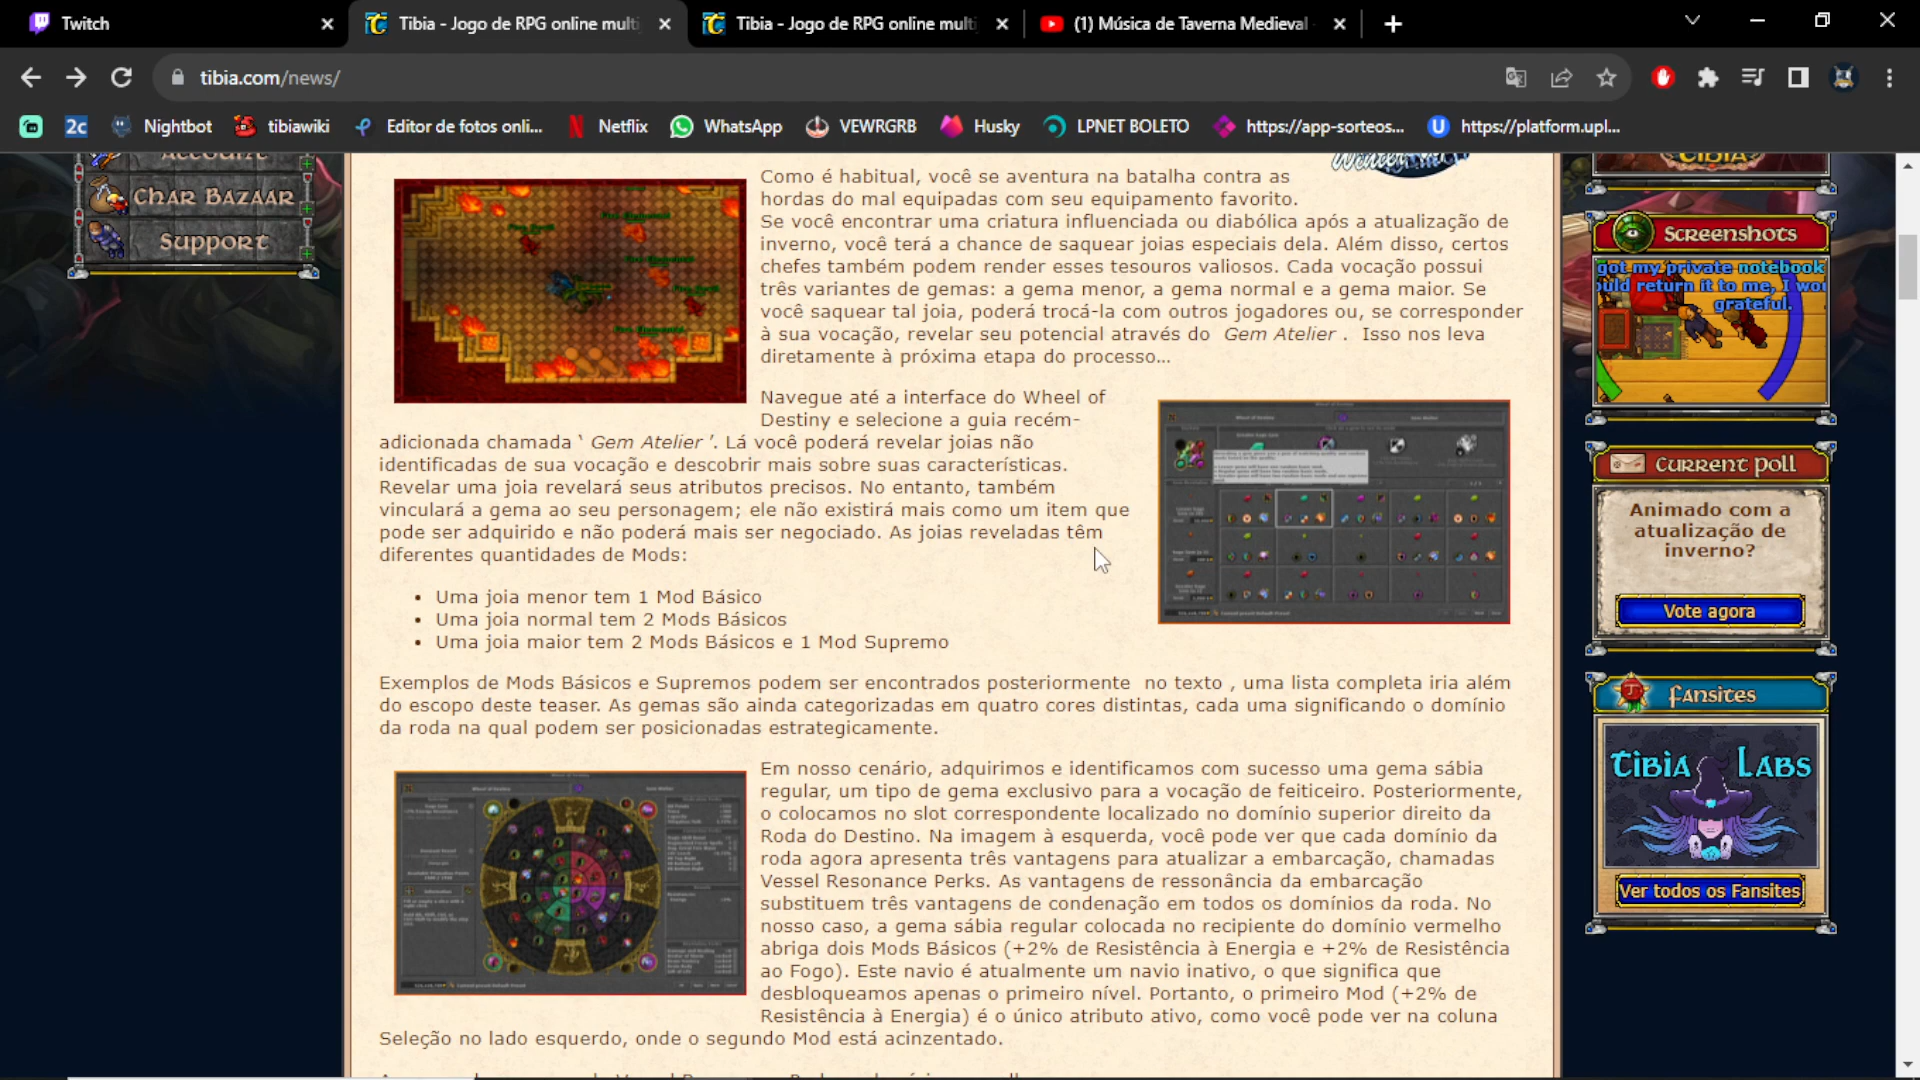 Twitch
Tibia - Jogo de RPG online mult
Tibia - Jogo de RPG online mult
(1) Música de Taverna Medieval
tibia.com/news/
2c
Nightbot
tibiawiki
Editor de fotos onli...
Netflix
WhatsApp
VEWRGRB
Husky
LPNET BOLETO
https://app-sorteos...
https://platform.upl...
Account
Char Bazaar
Support
Como é habitual, você se aventura na batalha contra as
hordas do mal equipadas com seu equipamento favorito.
Se você encontrar uma criatura influenciada ou diabólica após a atualização de
inverno, você terá a chance de saquear joias especiais dela. Além disso, certos
chefes também podem render esses tesouros valiosos. Cada vocação possui
três variantes de gemas: a gema menor, a gema normal e a gema maior. Se
você saquear tal joia, poderá trocá-la com outros jogadores ou, se corresponder
à sua vocação, revelar seu potencial através do Gem Atelier . Isso nos leva
diretamente à próxima etapa do processo...
Navegue até a interface do Wheel of
Destiny e selecione a guia recém-
adicionada chamada ‘ Gem Atelier ’. Lá você poderá revelar joias não
identificadas de sua vocação e descobrir mais sobre suas características.
Revelar uma joia revelará seus atributos precisos. No entanto, também
vinculará a gema ao seu personagem; ele não existirá mais como um item que
pode ser adquirido e não poderá mais ser negociado. As joias reveladas têm
diferentes quantidades de Mods:
• Uma joia menor tem 1 Mod Básico
• Uma joia normal tem 2 Mods Básicos
• Uma joia maior tem 2 Mods Básicos e 1 Mod Supremo
Exemplos de Mods Básicos e Supremos podem ser encontrados posteriormente no texto , uma lista completa iria além
do escopo deste teaser. As gemas são ainda categorizadas em quatro cores distintas, cada uma significando o domínio
da roda na qual podem ser posicionadas estrategicamente.
Em nosso cenário, adquirimos e identificamos com sucesso uma gema sábia
regular, um tipo de gema exclusivo para a vocação de feiticeiro. Posteriormente,
o colocamos no slot correspondente localizado no domínio superior direito da
Roda do Destino. Na imagem à esquerda, você pode ver que cada domínio da
roda agora apresenta três vantagens para atualizar a embarcação, chamadas
Vessel Resonance Perks. As vantagens de ressonância da embarcação
substituem três vantagens de condenação em todos os domínios da roda. No
nosso caso, a gema sábia regular colocada no recipiente do domínio vermelho
abriga dois Mods Básicos (+2% de Resistência à Energia e +2% de Resistência
ao Fogo). Este navio é atualmente um navio inativo, o que significa que
desbloqueamos apenas o primeiro nível. Portanto, o primeiro Mod (+2% de
Resistência à Energia) é o único atributo ativo, como você pode ver na coluna
Seleção no lado esquerdo, onde o segundo Mod está acinzentado.
TIBIA
Screenshots
got my private notebook
ould return it to me, I wou
grateful.
Current Poll
Animado com a
atualização de
inverno?
Vote agora
Fansites
Tibia Labs
Ver todos os Fansites